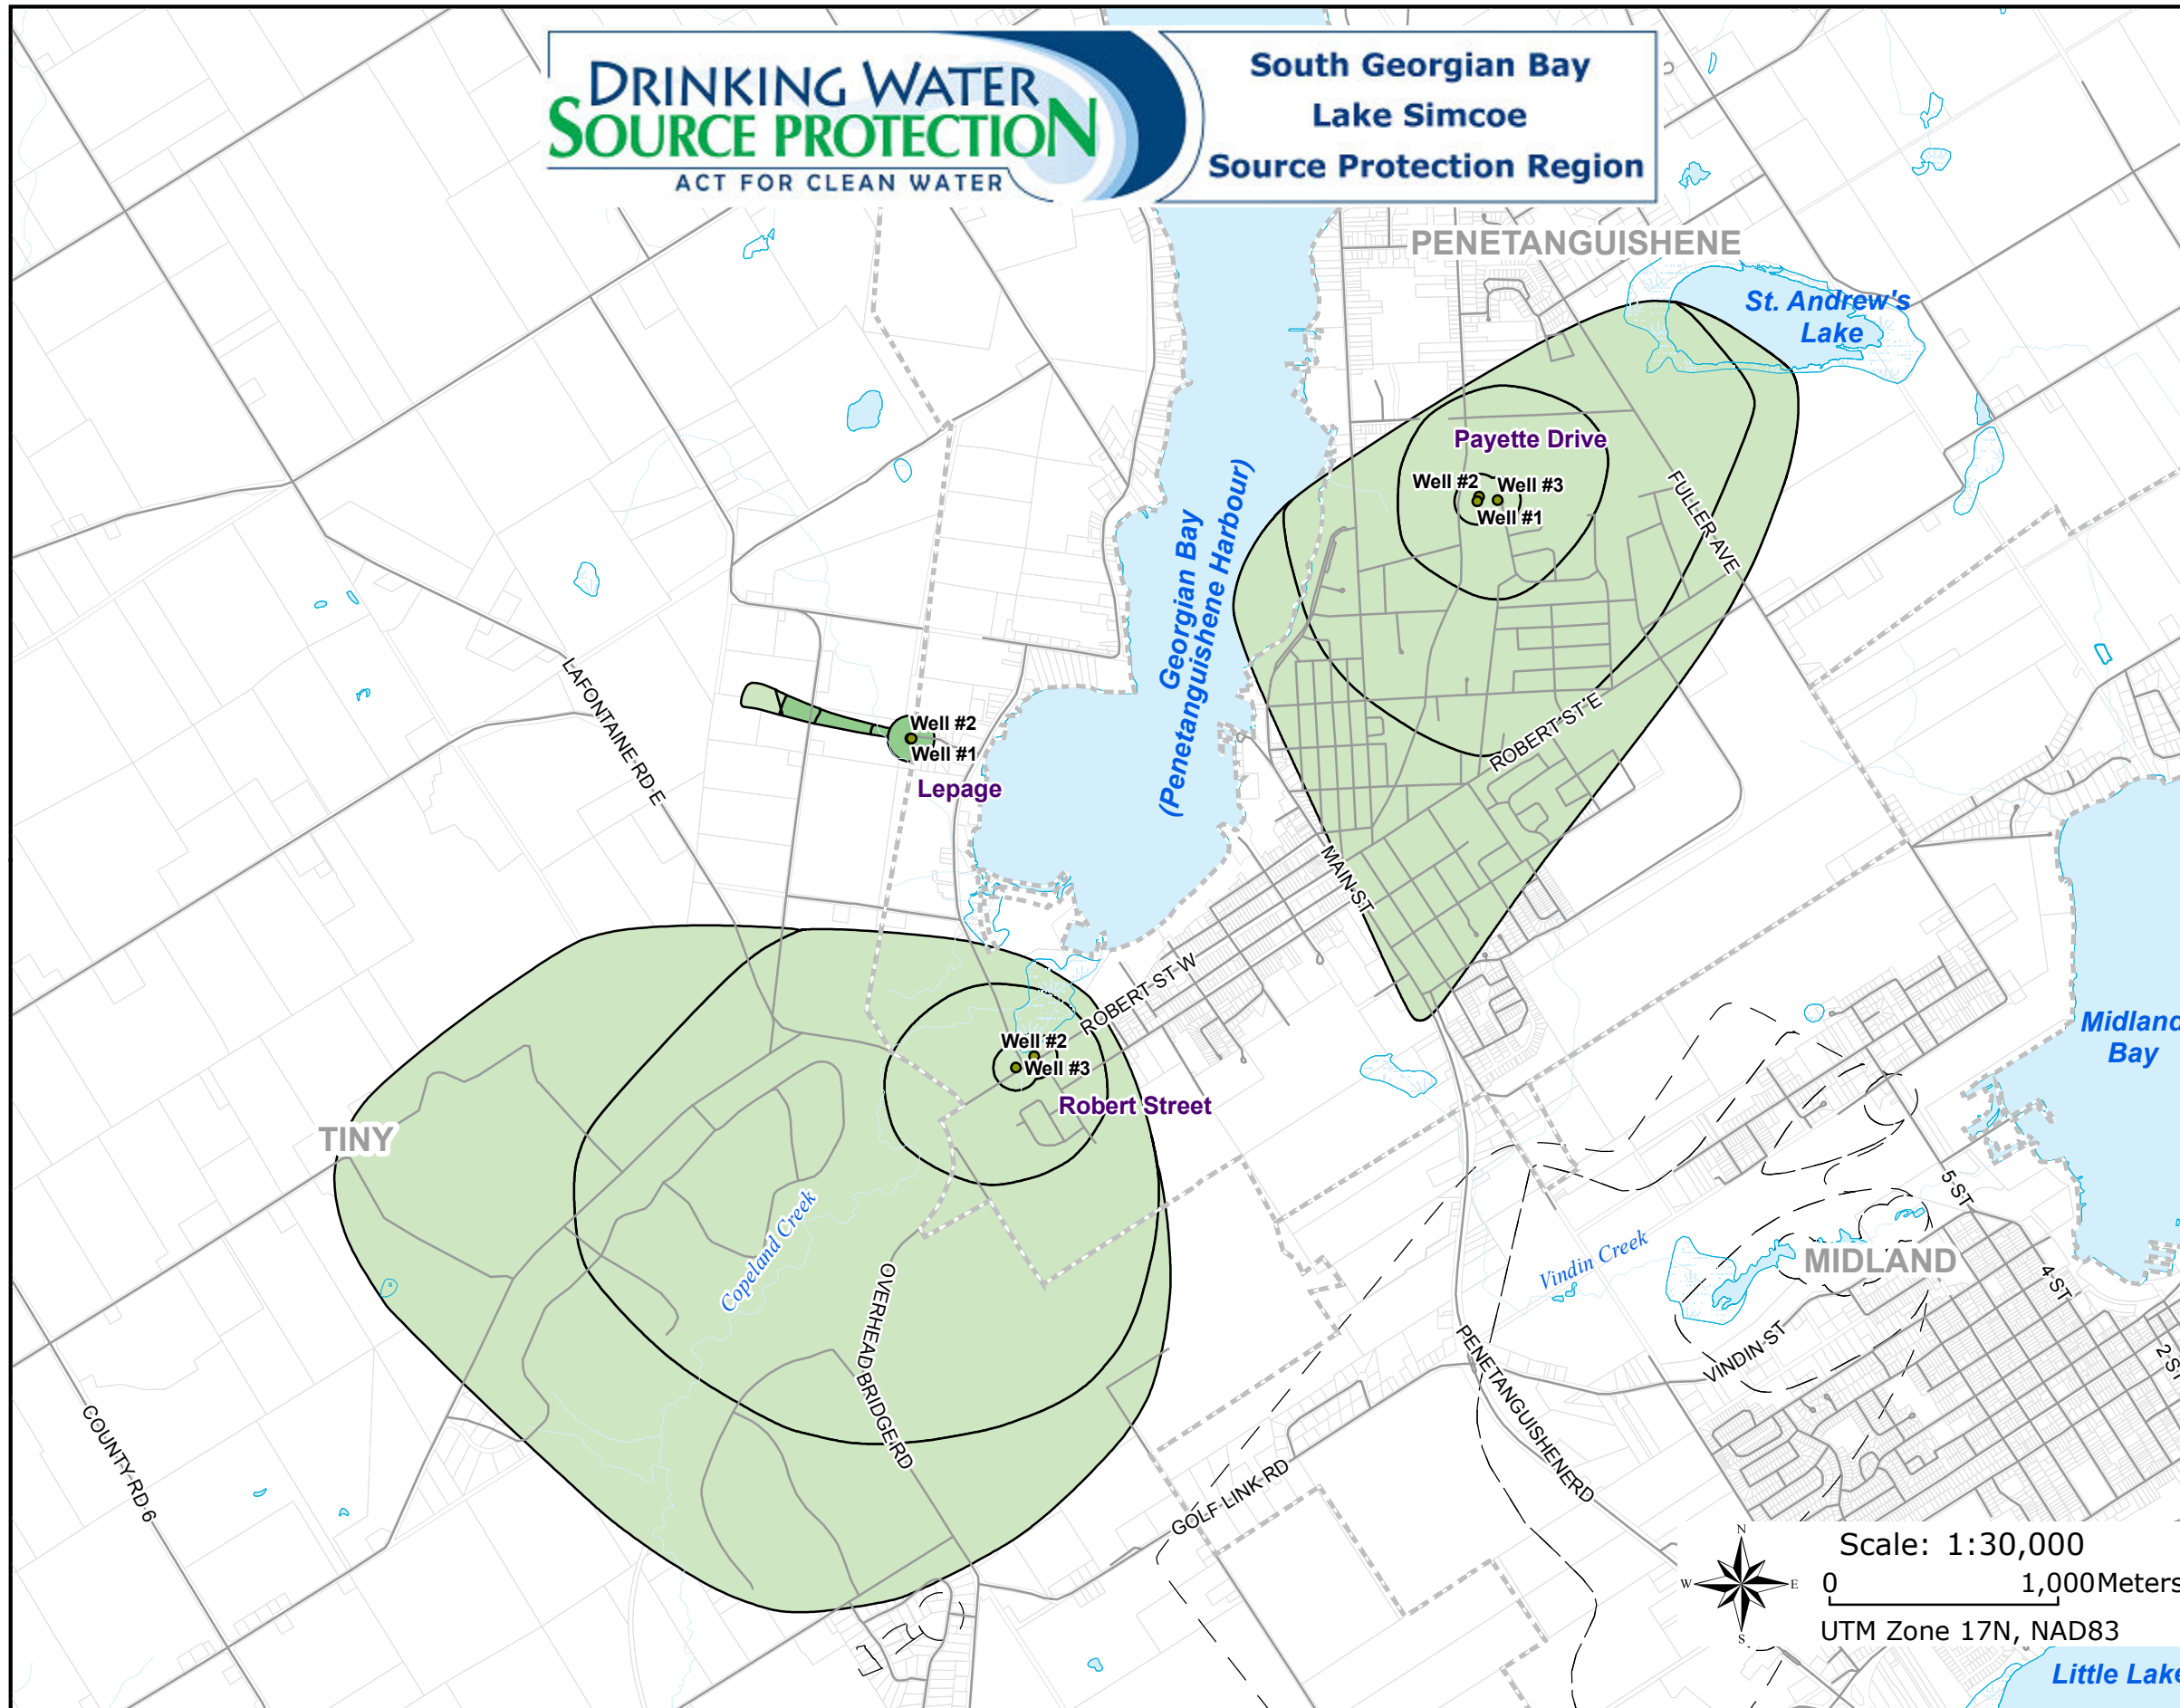 DRINKING WATER
SOURCE PROTECTION
ACT FOR CLEAN WATER
South Georgian Bay
Lake Simcoe
Source Protection Region
PENETANGUISHENE
St. Andrew's
Lake
Payette Drive
Well #2
Well #3
Well #1
FULLER AVE
Georgian Bay
(Penetanguishene Harbour)
LAFONTAINE RD E
Well #2
Well #1
Lepage
ROBERT ST E
MAIN ST
ROBERT ST W
Well #2
Well #3
Robert Street
TINY
Midland
Bay
Copeland Creek
OVERHEAD BRIDGE RD
Vindin Creek
MIDLAND
5 ST
4 ST
2 ST
VINDIN ST
PENETANGUISHENE RD
COUNTY RD 6
GOLF LINK RD
N
W
E
S
Scale: 1:30,000
0
1,000 Meters
UTM Zone 17N, NAD83
Little Lake